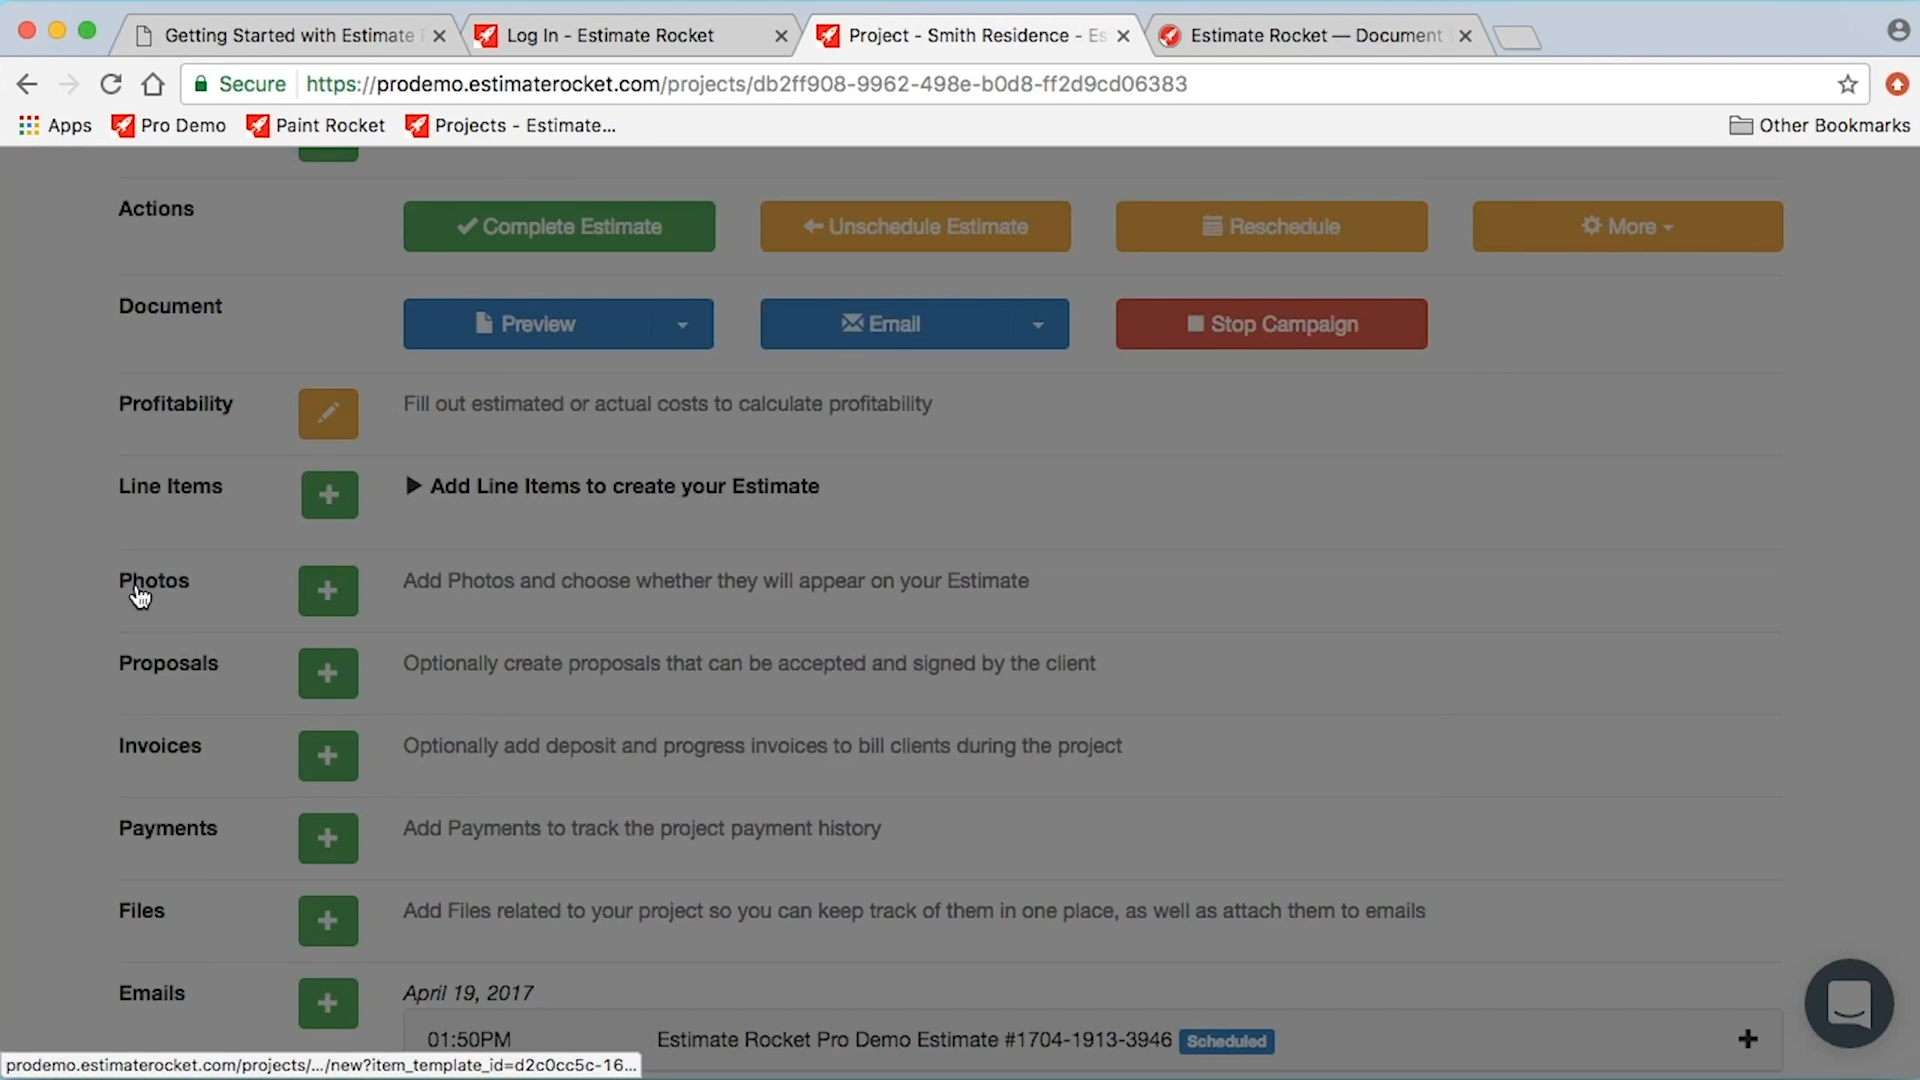 Getting Started with Estimate
Log In - Estimate Rocket
Project - Smith Residence - Es
Estimate Rocket — Document
Secure
https://prodemo.estimaterocket.com/projects/db2ff908-9962-498e-b0d8-ff2d9cd06383
Apps
Pro Demo
Paint Rocket
Projects - Estimate...
Other Bookmarks
Actions
Complete Estimate
Unschedule Estimate
Reschedule
More
Document
Preview
Email
Stop Campaign
Profitability
Fill out estimated or actual costs to calculate profitability
Line Items
Add Line Items to create your Estimate
Photos
Add Photos and choose whether they will appear on your Estimate
Proposals
Optionally create proposals that can be accepted and signed by the client
Invoices
Optionally add deposit and progress invoices to bill clients during the project
Payments
Add Payments to track the project payment history
Files
Add Files related to your project so you can keep track of them in one place, as well as attach them to emails
Emails
April 19, 2017
01:50PM
Estimate Rocket Pro Demo Estimate #1704-1913-3946
Scheduled
prodemo.estimaterocket.com/projects/.../new?item_template_id=d2c0cc5c-16...